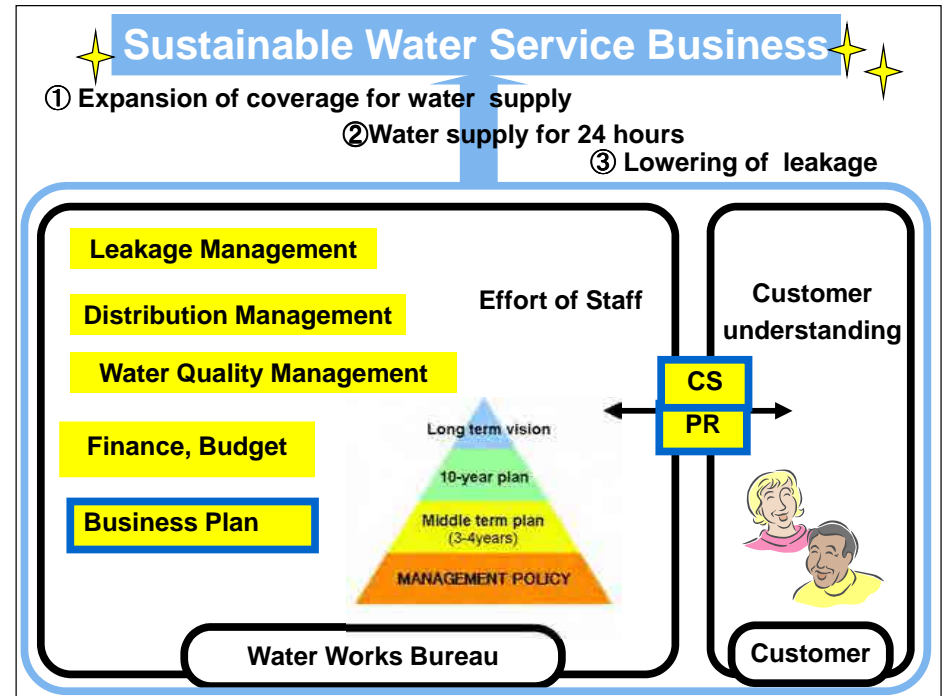 Sustainable Water Service Business
① Expansion of coverage for water supply
②Water supply for 24 hours
③ Lowering of leakage
Leakage Management
Distribution Management
Water Quality Management
Finance, Budget
Business Plan
Effort of Staff
Long term vision
10-year plan
Middle term plan
(3-4years)
MANAGEMENT POLICY
Water Works Bureau
CS
PR
Customer
understanding
Customer